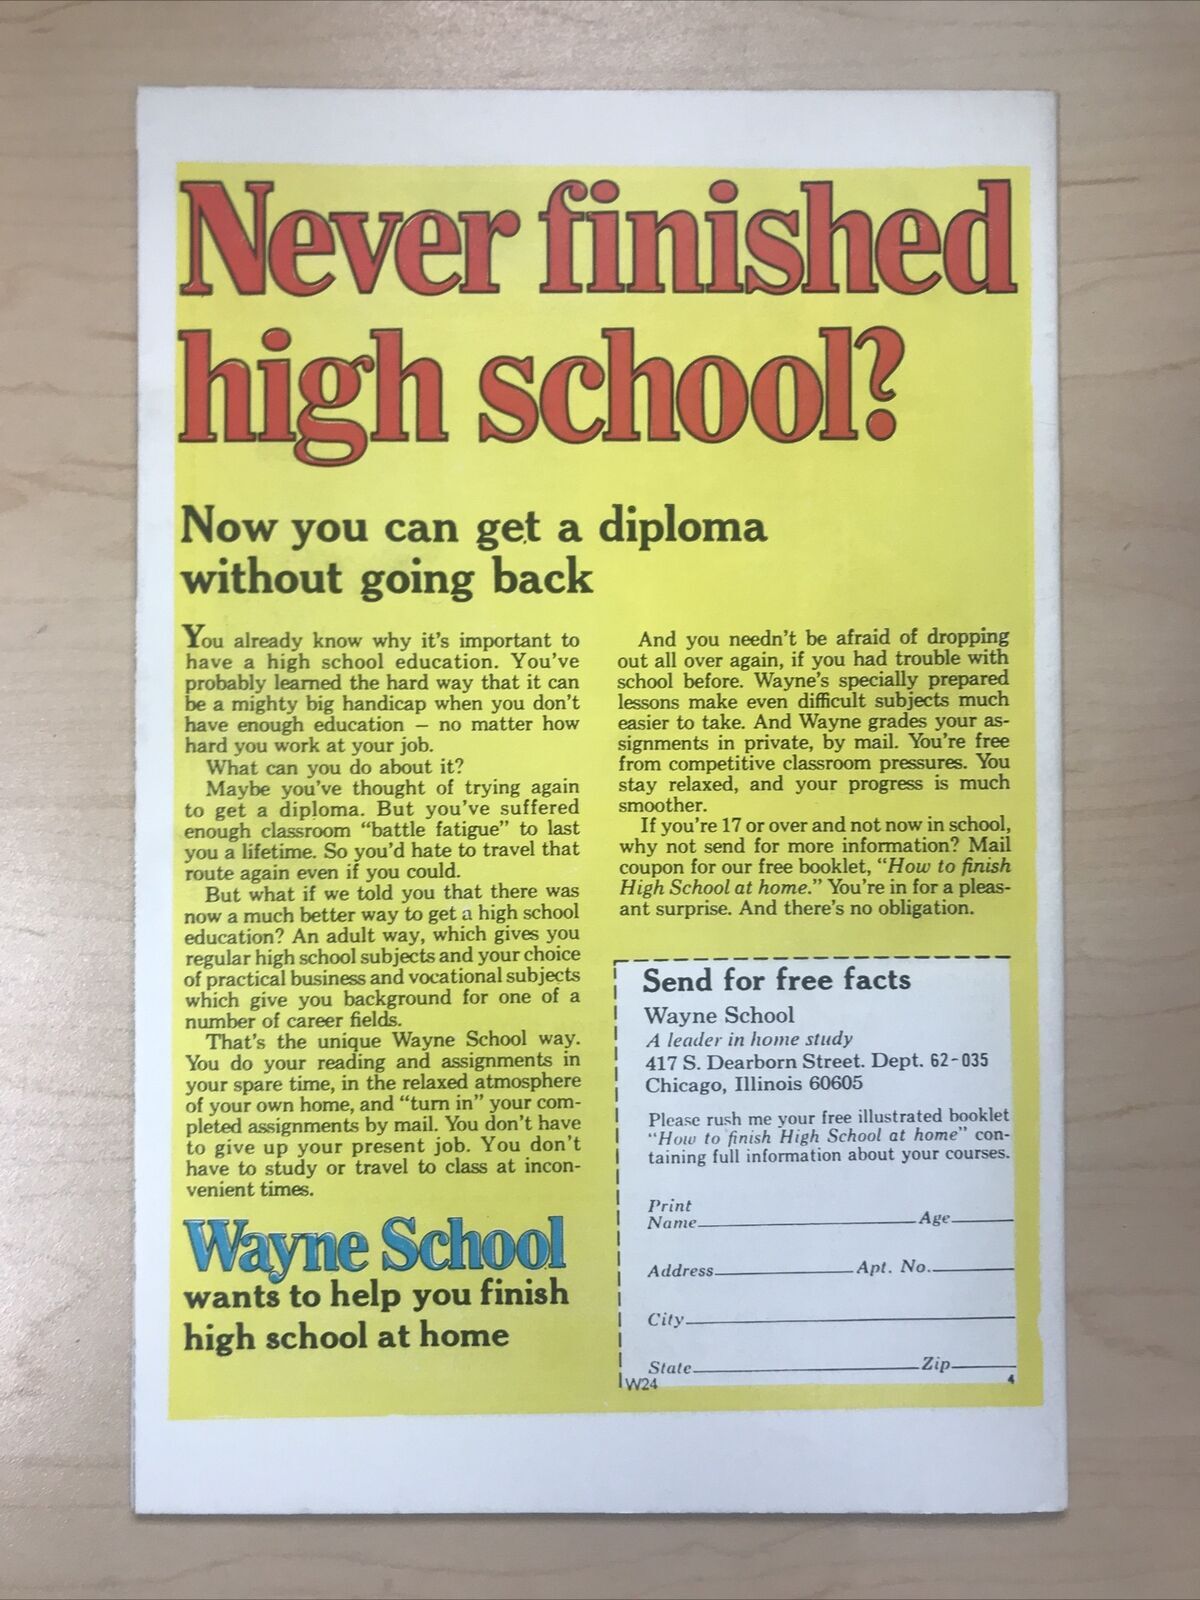 Never finished
high school?
Now you can get a diploma
without going back
You already know why it's important to
have a high school education. You've
probably learned the hard way that it can
be a mighty big handicap when you don't
have enough education – no matter how
hard you work at your job.
What can you do about it?
Maybe you've thought of trying again
to get a diploma. But you've suffered
enough classroom "battle fatigue" to last
you a lifetime. So you'd hate to travel that
route again even if you could.
But what if we told you that there was
now a much better way to get a high school
education? An adult way, which gives you
regular high school subjects and your choice
of practical business and vocational subjects
which give you background for one of a
number of career fields.
That's the unique Wayne School way.
You do your reading and assignments in
your spare time, in the relaxed atmosphere
of your own home, and "turn in" your com-
pleted assignments by mail. You don't have
to give up your present job. You don't
have to study or travel to class at incon-
venient times.
Wayne School
wants to help you finish
high school at home
And you needn't be afraid of dropping
out all over again, if you had trouble with
school before. Wayne's specially prepared
lessons make even difficult subjects much
easier to take. And Wayne grades your as-
signments in private, by mail. You're free
from competitive classroom pressures. You
stay relaxed, and your progress is much
smoother.
If you're 17 or over and not now in school,
why not send for more information? Mail
coupon for our free booklet, "How to finish
High School at home." You're in for a pleas-
ant surprise. And there's no obligation.
Send for free facts
Wayne School
A leader in home study
417 S. Dearborn Street. Dept. 62-035
Chicago, Illinois 60605
Please rush me your free illustrated booklet
"How to finish High School at home" con-
taining full information about your courses.
Print
Name Age
Address Apt. No.
City
State Zip
W24 4